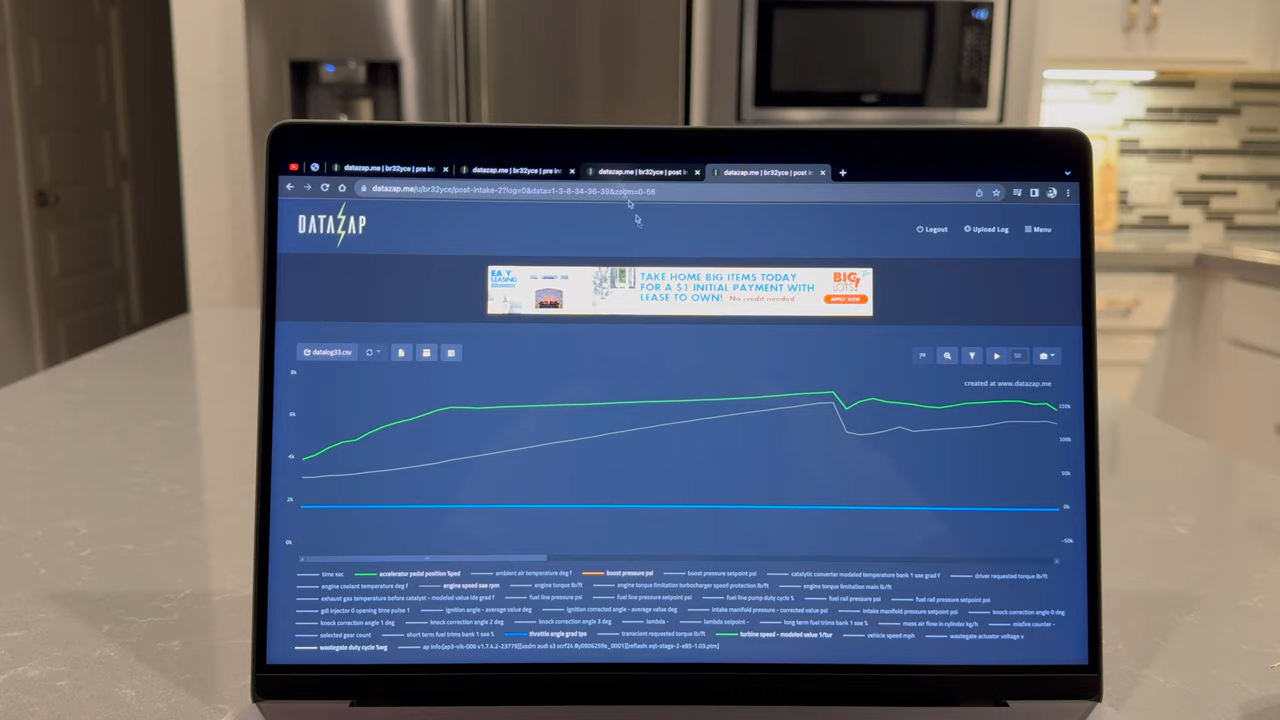 datazap.me | br32yce | pre in
datazap.me | br32yce | pre int
datazap.me | br32yce | post in
datazap.me | br32yce | post in
datazap.me/u/br32yce/post-intake-2?log=0&data=1-3-8-34-36-39&zoom=0-56
DATAZAP
Logout
Upload Log
Menu
EASY
LEASING
TAKE HOME BIG ITEMS TODAY
FOR A $1 INITIAL PAYMENT WITH
LEASE TO OWN! No credit needed
BIG
LOTS!
APPLY NOW
datalog33.csv
50
created at www.datazap.me
8k
6k
4k
2k
0k
150k
100k
50k
0k
-50k
time sec
accelerator pedal position %ped
ambient air temperature deg f
boost pressure psi
boost pressure setpoint psi
catalytic converter modeled temperature bank 1 sae grad f
driver requested torque lb/ft
engine coolant temperature deg f
engine speed sae rpm
engine torque lb/ft
engine torque limitation turbocharger speed protection lb/ft
engine torque limitation main lb/ft
exhaust gas temperature before catalyst - modeled value ide grad f
fuel line pressure psi
fuel line pressure setpoint psi
fuel line pump duty cycle %
fuel rail pressure psi
fuel rail pressure setpoint psi
gdi injector 0 opening time pulse 1
ignition angle - average value deg
ignition corrected angle - average value deg
intake manifold pressure - corrected value psi
intake manifold pressure setpoint psi
knock correction angle 0 deg
knock correction angle 1 deg
knock correction angle 2 deg
knock correction angle 3 deg
lambda -
lambda setpoint -
long term fuel trims bank 1 sae %
mass air flow in cylinder kg/h
misfire counter -
selected gear count
short term fuel trims bank 1 sae %
throttle angle grad tps
transient requested torque lb/ft
turbine speed - modeled value 1/tur
vehicle speed mph
wastegate actuator voltage v
wastegate duty cycle %wg